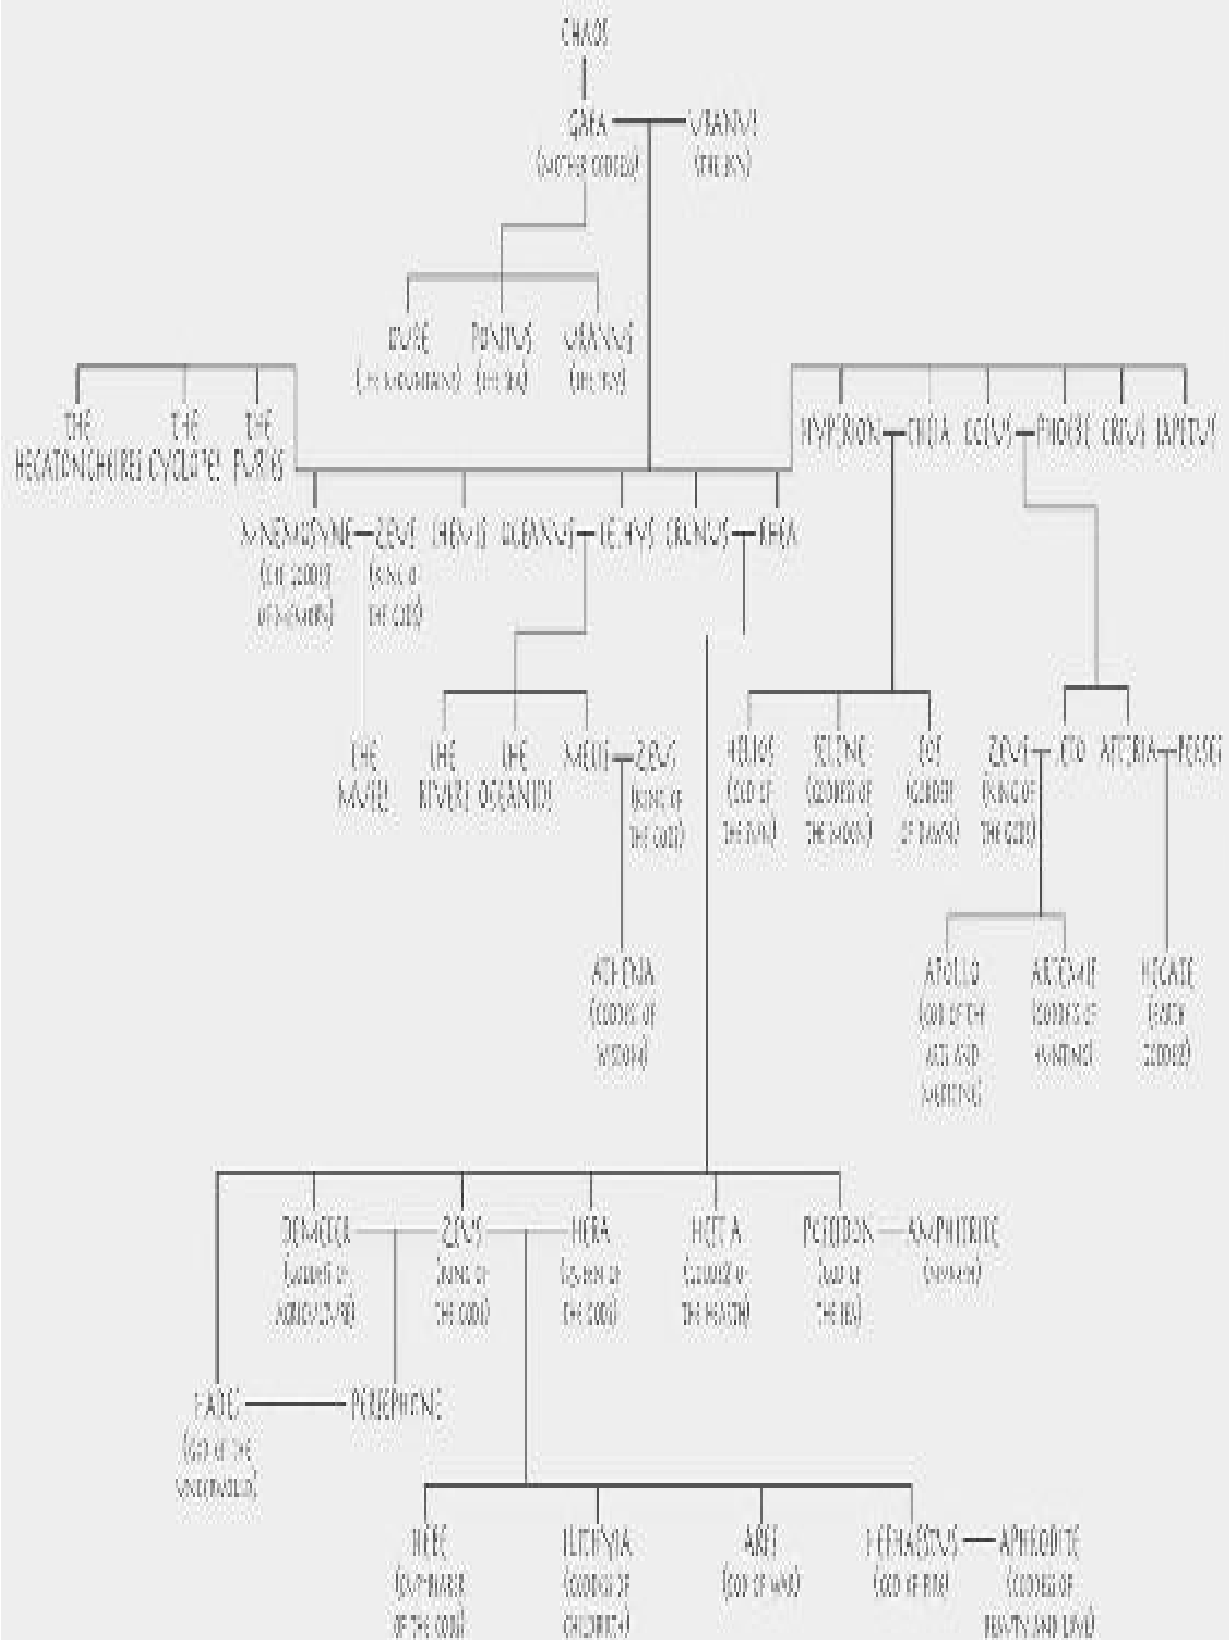 CHAOS
GAEA
URANUS
(MOTHER GODDESS)
(THE SKY)
OURE
PONTUS
URANUS
(THE MOUNTAINS)
(THE SEA)
(THE SKY)
THE
THE
THE
HECATONCHEIRES
CYCLOPES
FURIES
HYPERION
THEIA
COEUS
PHOEBE
CRIUS
IAPETUS
MNEMOSYNE
ZEUS
THEMIS
OCEANUS
TETHYS
CRONUS
RHEA
(THE GODDESS
OF MEMORY)
(KING OF
THE GODS)
THE
MUSES
THE
RIVERS
THE
OCEANIDS
METIS
ZEUS
(KING OF
THE GODS)
HELIOS
(GOD OF
THE SUN)
SELENE
(GODDESS OF
THE MOON)
EOS
(GODDESS
OF DAWN)
ZEUS
(KING OF
THE GODS)
LETO
ASTERIA
PERSES
ATHENA
(GODDESS OF
WISDOM)
APOLLO
(GOD OF THE
ARTS AND
MEDICINE)
ARTEMIS
(GODDESS OF
HUNTING)
HECATE
(EARTH
GODDESS)
DEMETER
(GODDESS OF
AGRICULTURE)
ZEUS
(KING OF
THE GODS)
HERA
(QUEEN OF
THE GODS)
HESTIA
(GODDESS OF
THE HEARTH)
POSEIDON
(GOD OF
THE SEA)
AMPHITRITE
HADES
(GOD OF THE
UNDERWORLD)
PERSEPHONE
HEBE
(CUPBEARER
OF THE GODS)
ILITHYIA
(GODDESS OF
CHILDBIRTH)
ARES
(GOD OF WAR)
HEPHAESTUS
(GOD OF FIRE)
APHRODITE
(GODDESS OF
BEAUTY AND LOVE)